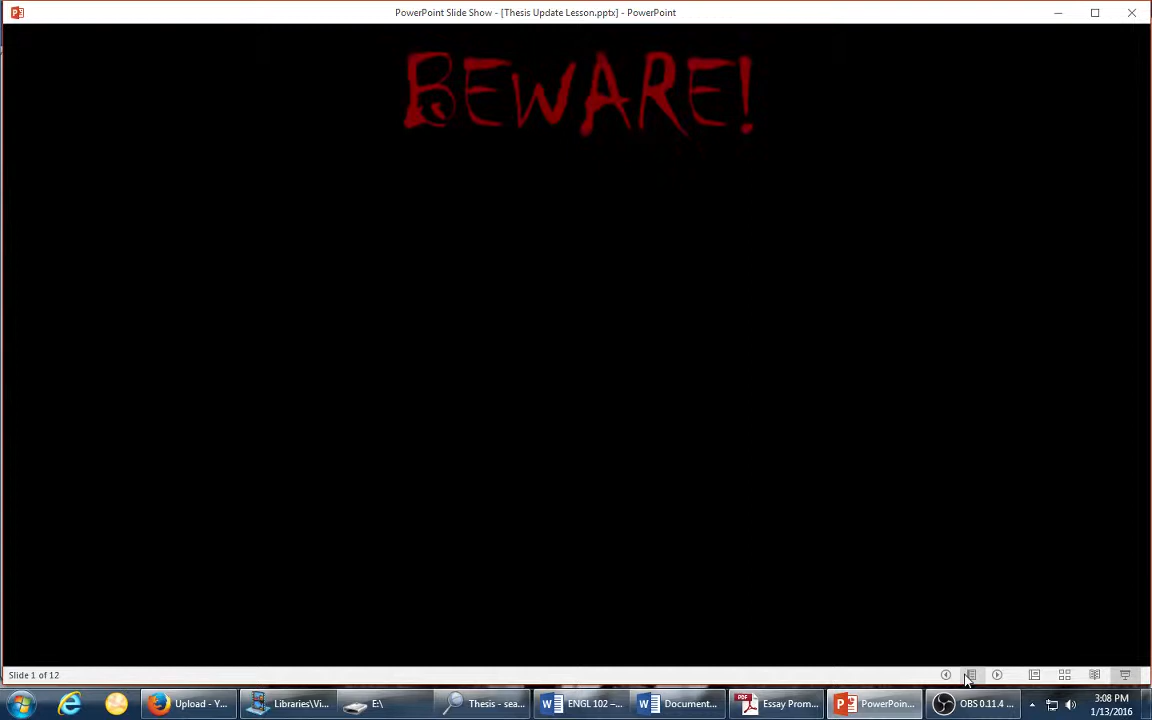 PowerPoint Slide Show - [Thesis Update Lesson.pptx] - PowerPoint
BEWARE!
Slide 1 of 12
Upload - Y...
Libraries\Vi...
E:\
Thesis - sea...
ENGL 102 –...
Document...
Essay Prom...
PowerPoin...
OBS 0.11.4 ...
3:08 PM
1/13/2016